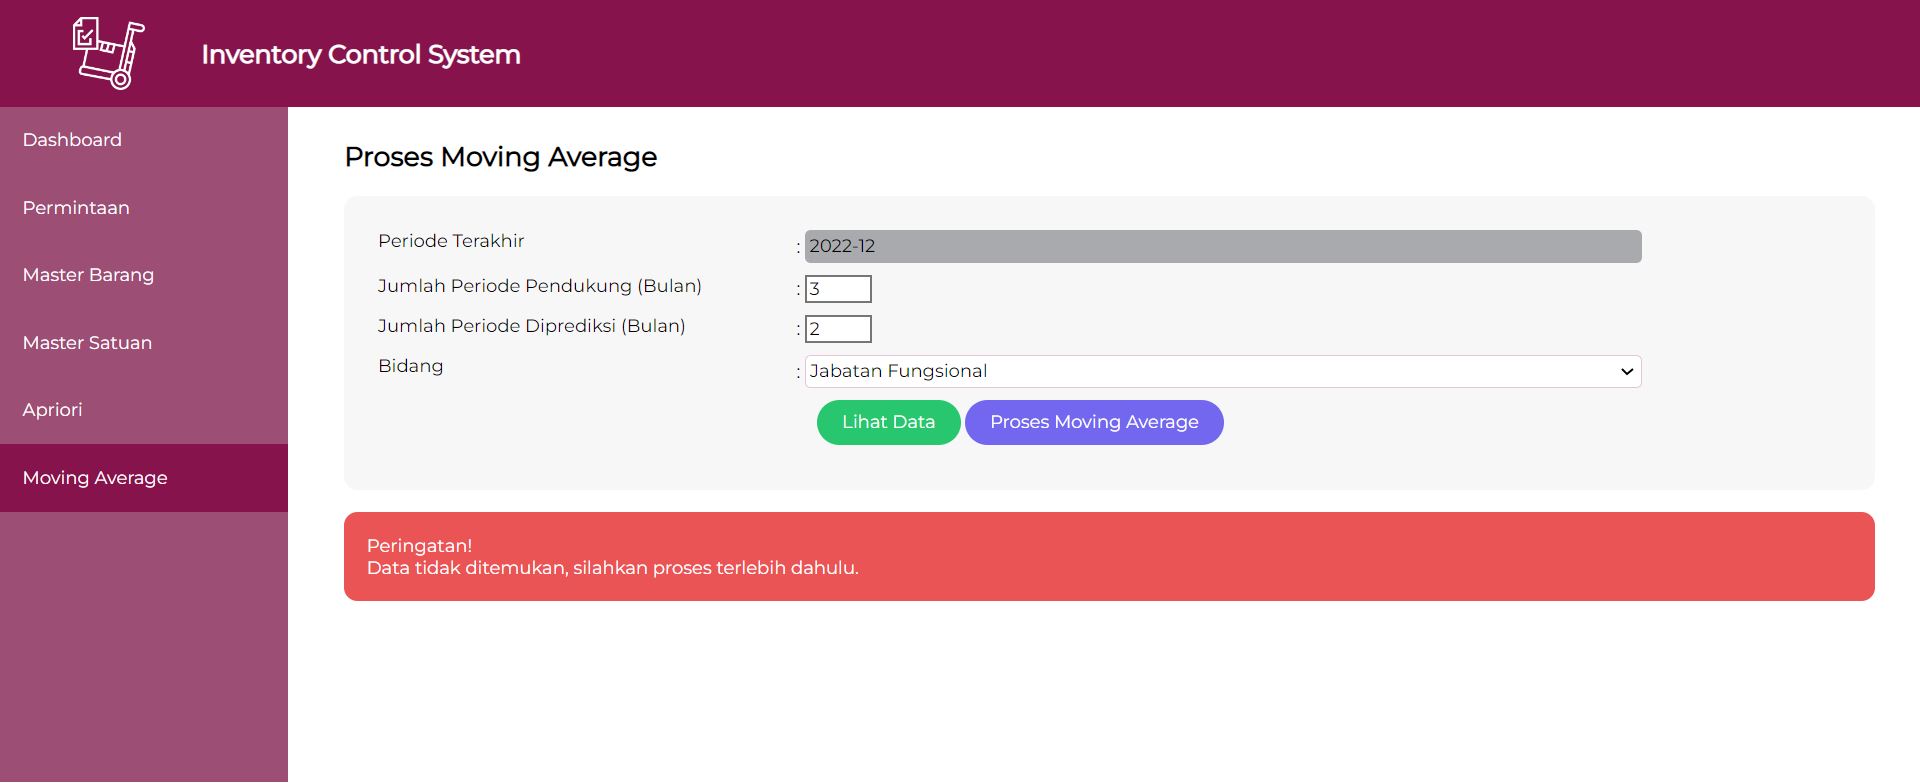 Inventory Control System
Dashboard
Permintaan
Master Barang
Master Satuan
Apriori
Moving Average
Proses Moving Average
Periode Terakhir : 2022-12
Jumlah Periode Pendukung (Bulan) : 3
Jumlah Periode Diprediksi (Bulan) : 2
Bidang : Jabatan Fungsional
Lihat Data Proses Moving Average
Peringatan!
Data tidak ditemukan, silahkan proses terlebih dahulu.